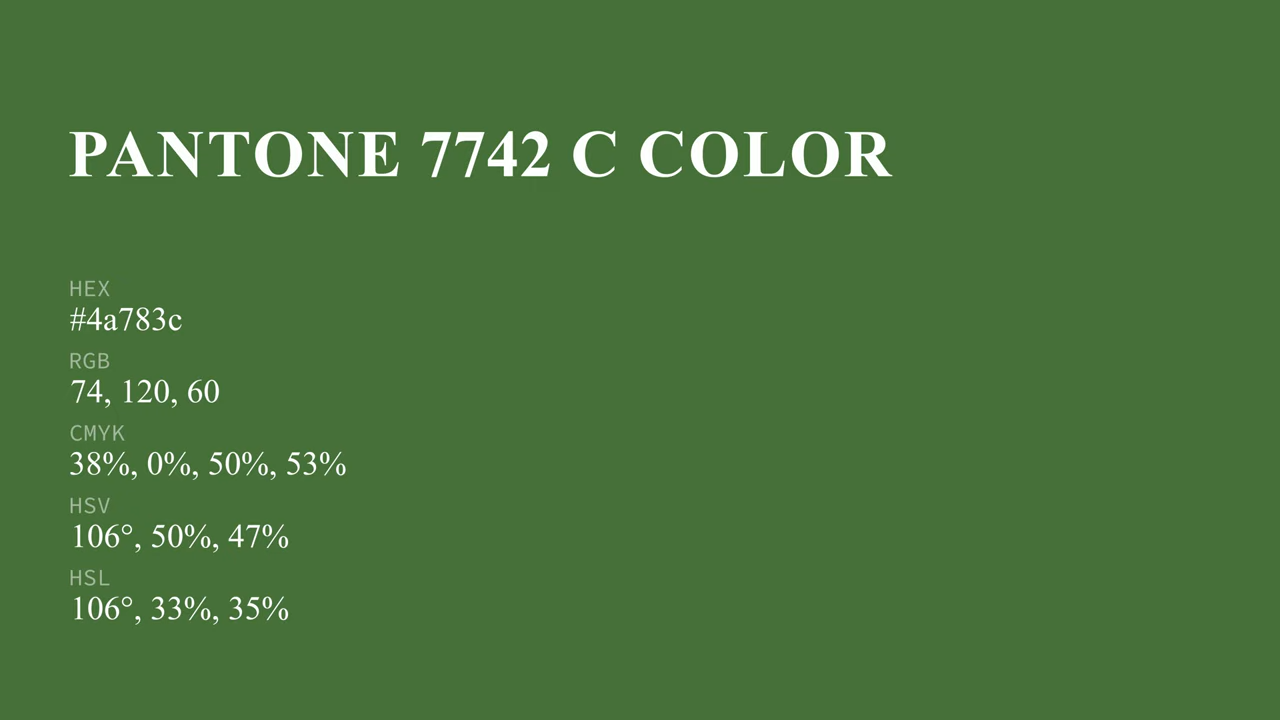 PANTONE 7742 C COLOR
HEX
#4a783c
RGB
74, 120, 60
CMYK
38%, 0%, 50%, 53%
HSV
106°, 50%, 47%
HSL
106°, 33%, 35%